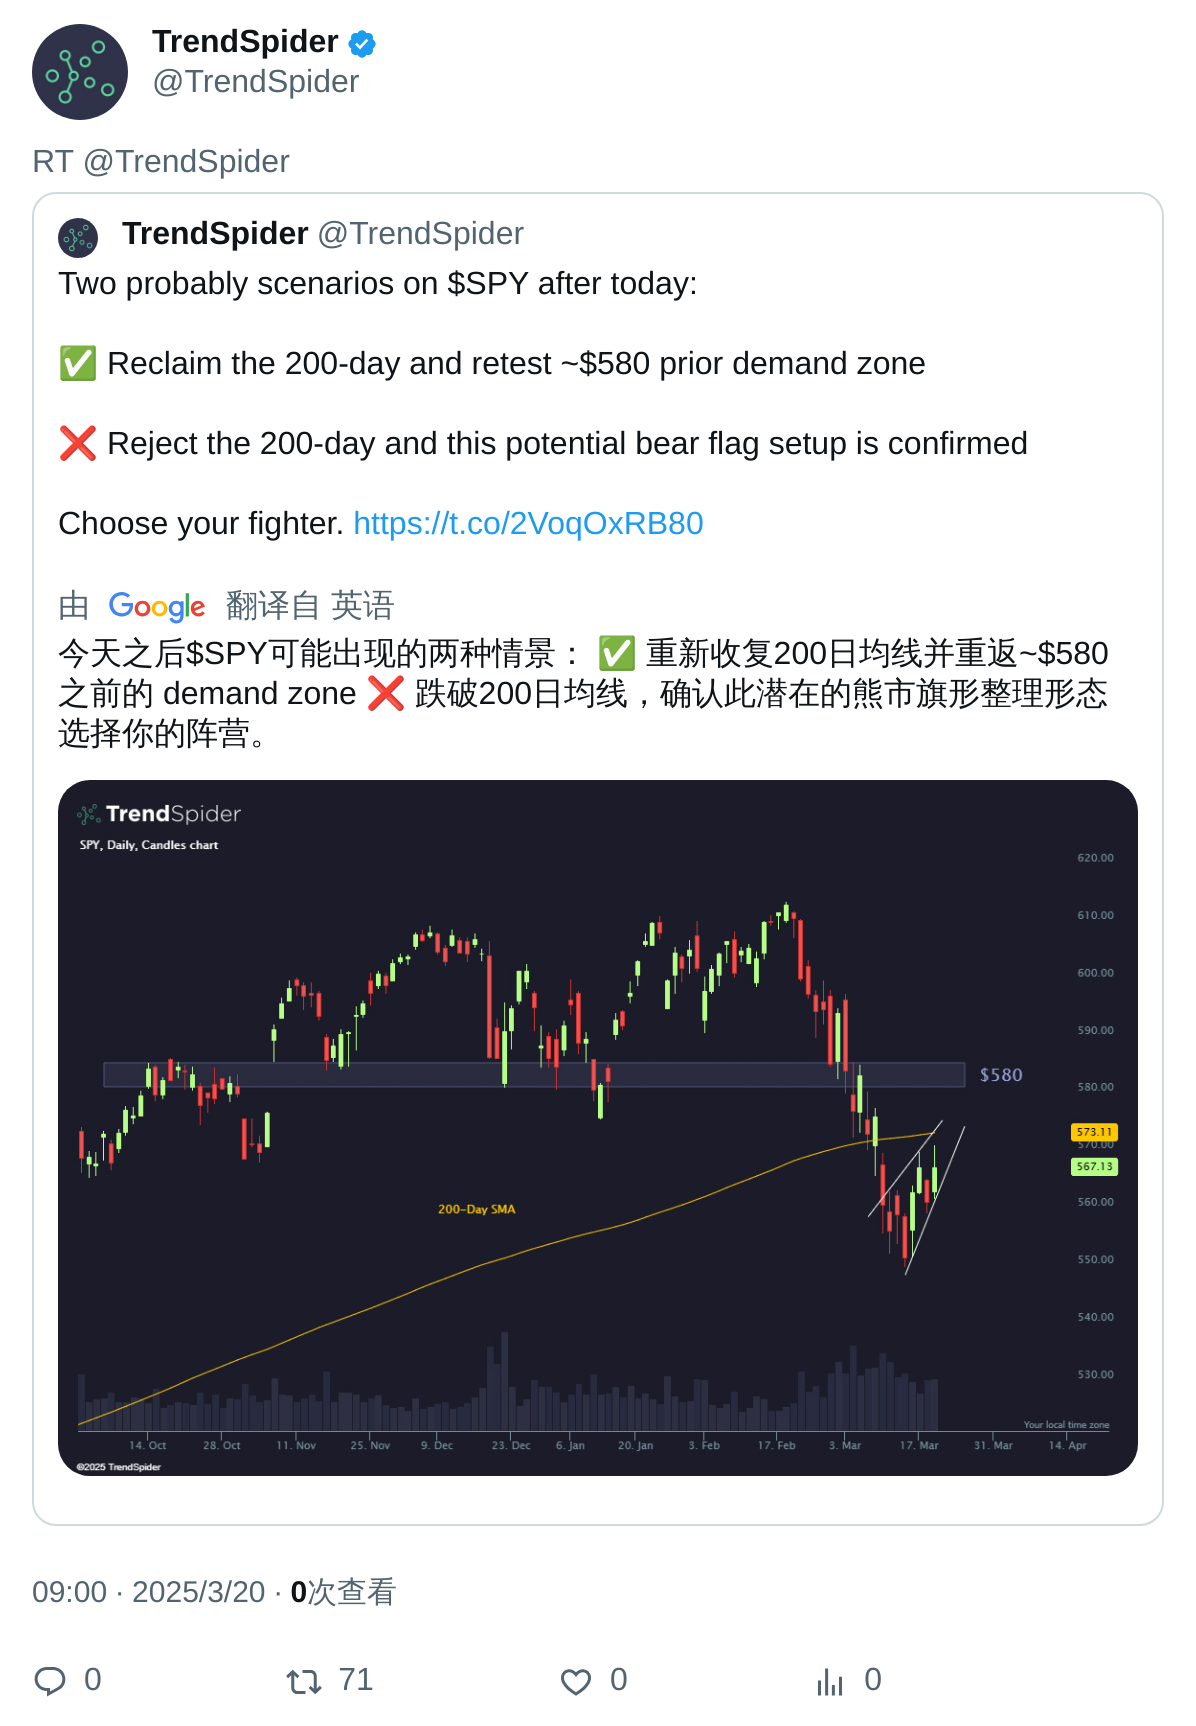 TrendSpider
@TrendSpider
RT @TrendSpider
TrendSpider @TrendSpider
Two probably scenarios on $SPY after today:
✅ Reclaim the 200-day and retest ~$580 prior demand zone
❌ Reject the 200-day and this potential bear flag setup is confirmed
Choose your fighter. https://t.co/2VoqOxRB80
由 Google 翻译自 英语
今天之后$SPY可能出现的两种情景： ✅ 重新收复200日均线并重返~$580
之前的 demand zone ❌ 跌破200日均线，确认此潜在的熊市旗形整理形态
选择你的阵营。
TrendSpider
SPY, Daily, Candles chart
620.00
610.00
600.00
590.00
$580
580.00
573.11
570.00
567.13
200-Day SMA
560.00
550.00
540.00
530.00
Your local time zone
14. Oct 28. Oct 11. Nov 25. Nov 9. Dec 23. Dec 6. Jan 20. Jan 3. Feb 17. Feb 3. Mar 17. Mar 31. Mar 14. Apr
©2025 TrendSpider
09:00 · 2025/3/20 · 0次查看
0 71 0 0